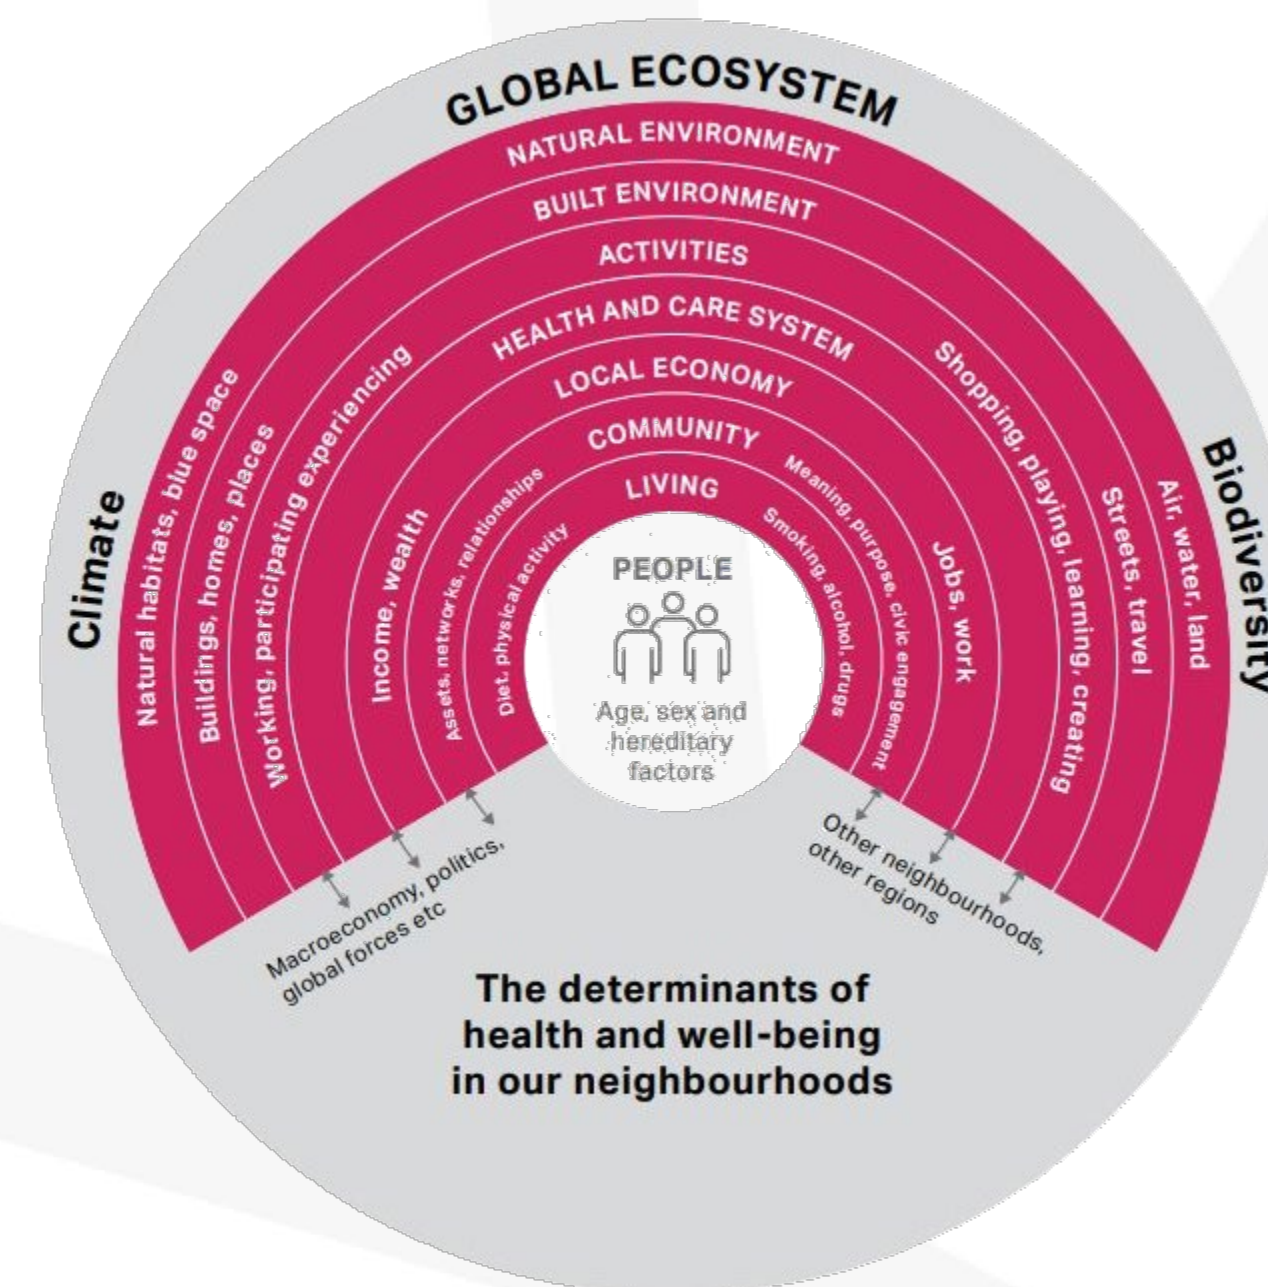 GLOBAL ECOSYSTEM
Climate
Biodiversity
NATURAL ENVIRONMENT
Natural habitats, blue space
Air, water, land
BUILT ENVIRONMENT
Buildings, homes, places
Streets, travel
ACTIVITIES
Working, participating experiencing
Shopping, playing, learning, creating
HEALTH AND CARE SYSTEM
LOCAL ECONOMY
Income, wealth
Jobs, work
COMMUNITY
Assets, networks, relationships
Meaning, purpose, civic engagement
LIVING
Diet, physical activity
Smoking, alcohol, drugs
PEOPLE
Age, sex and
hereditary
factors
Macroeconomy, politics,
global forces etc
Other neighbourhoods,
other regions
The determinants of
health and well-being
in our neighbourhoods